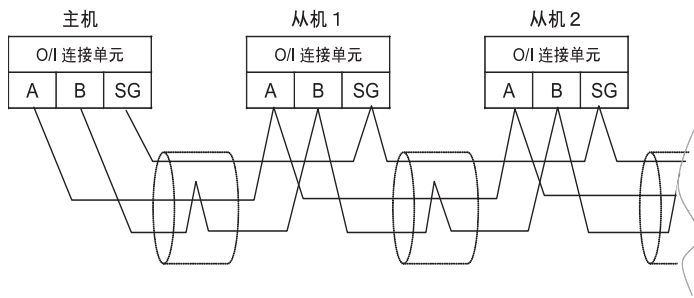 主机 从机 1 从机 2
O/I 连接单元 O/I 连接单元 O/I 连接单元
A B SG A B SG A B SG